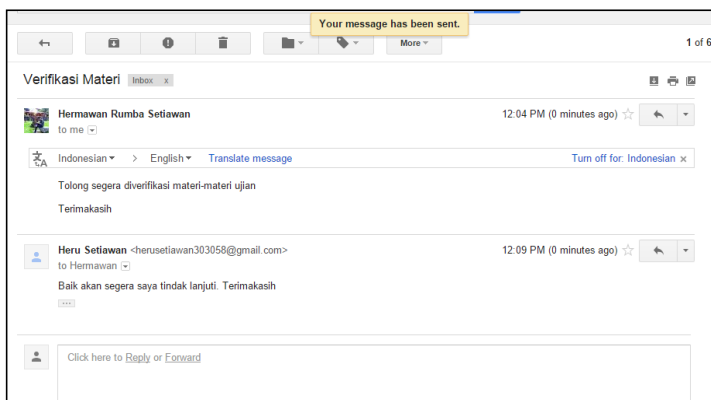 Your message has been sent.
More
1 of 6
Verifikasi Materi Inbox x
Hermawan Rumba Setiawan 12:04 PM (0 minutes ago)
to me
Indonesian > English Translate message Turn off for: Indonesian x
Tolong segera diverifikasi materi-materi ujian
Terimakasih
Heru Setiawan <herusetiawan303058@gmail.com> 12:09 PM (0 minutes ago)
to Hermawan
Baik akan segera saya tindak lanjuti. Terimakasih
Click here to Reply or Forward